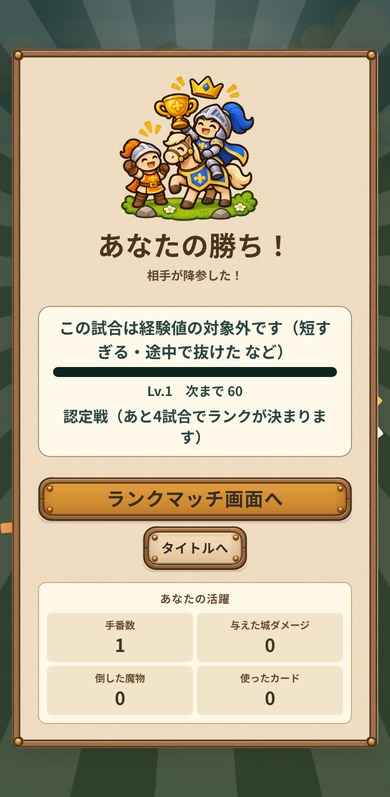 あなたの勝ち！
相手が降参した！
この試合は経験値の対象外です（短す
ぎる・途中で抜けた など）
Lv.1　次まで 60
認定戦（あと4試合でランクが決まりま
す）
ランクマッチ画面へ
タイトルへ
あなたの活躍
手番数
1
与えた城ダメージ
0
倒した魔物
0
使ったカード
0